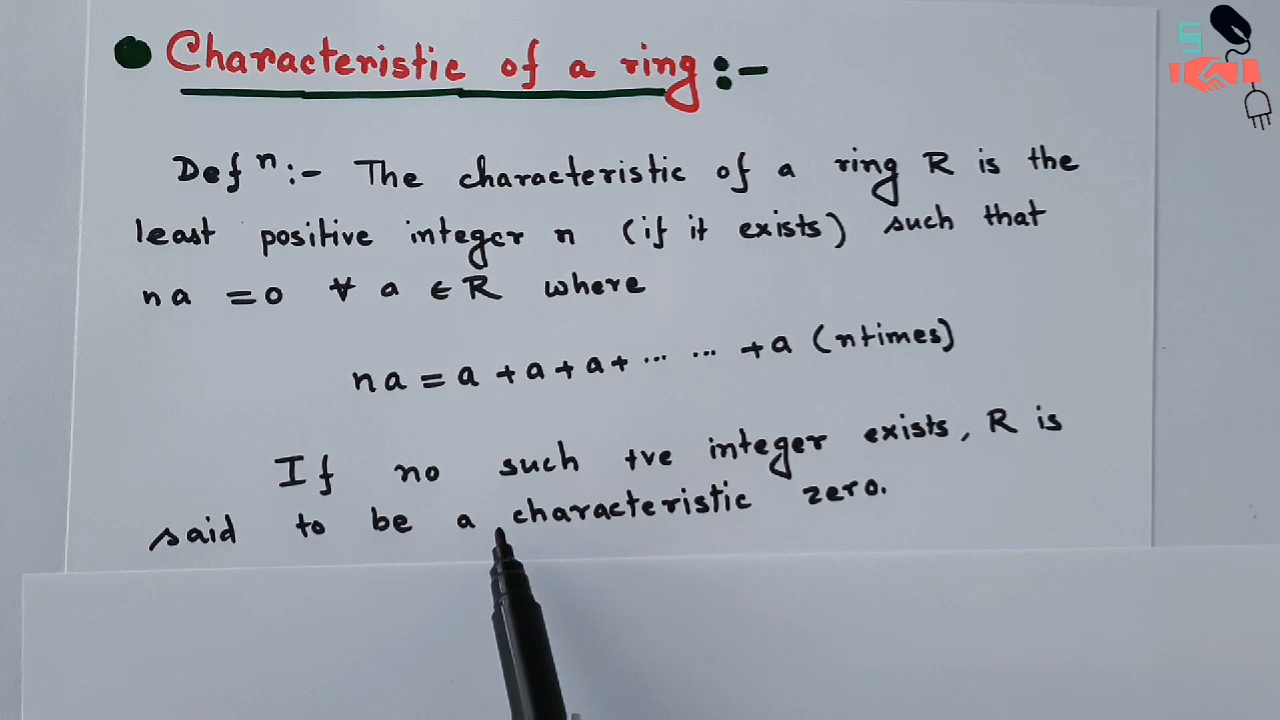 Characteristic of a ring :-
Defⁿ :- The characteristic of a ring R is the
least positive integer n (if it exists) such that
na = 0 ∀ a ∈ R where
na = a + a + a + ... ... + a (n times)
If no such +ve integer exists, R is
said to be a characteristic zero.
S